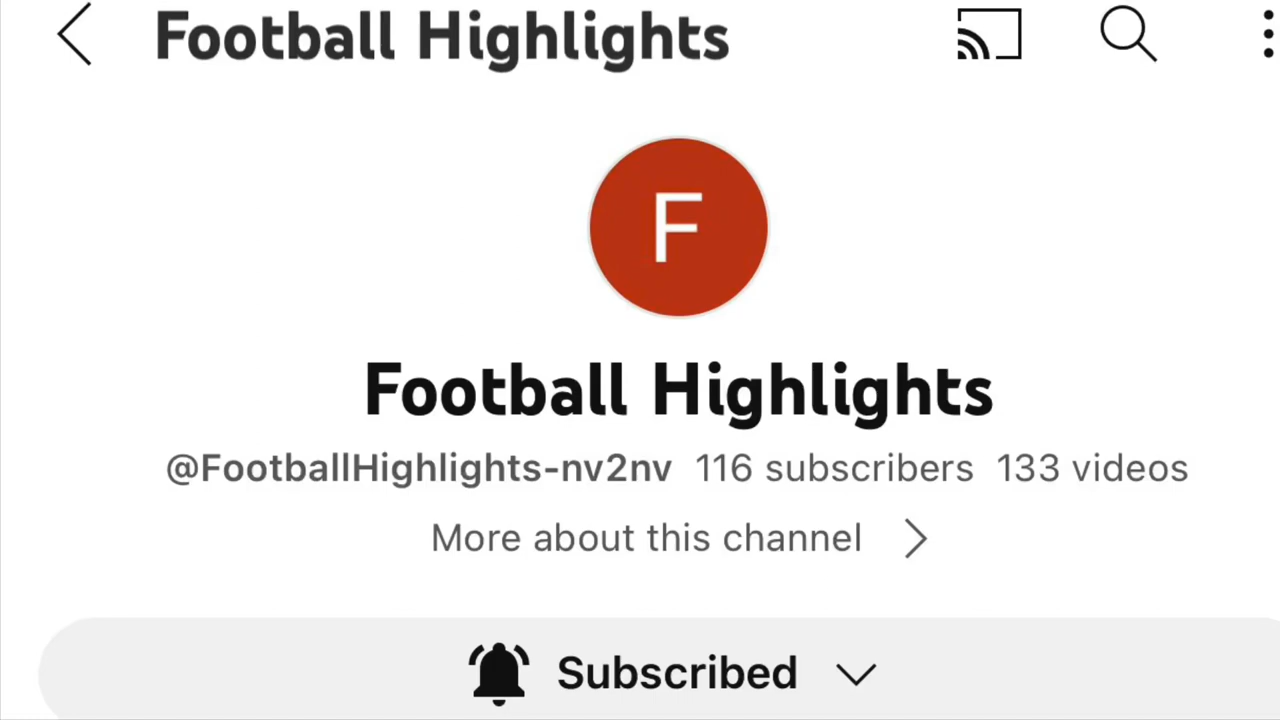 Football Highlights
F
Football Highlights
@FootballHighlights-nv2nv 116 subscribers 133 videos
More about this channel
Subscribed